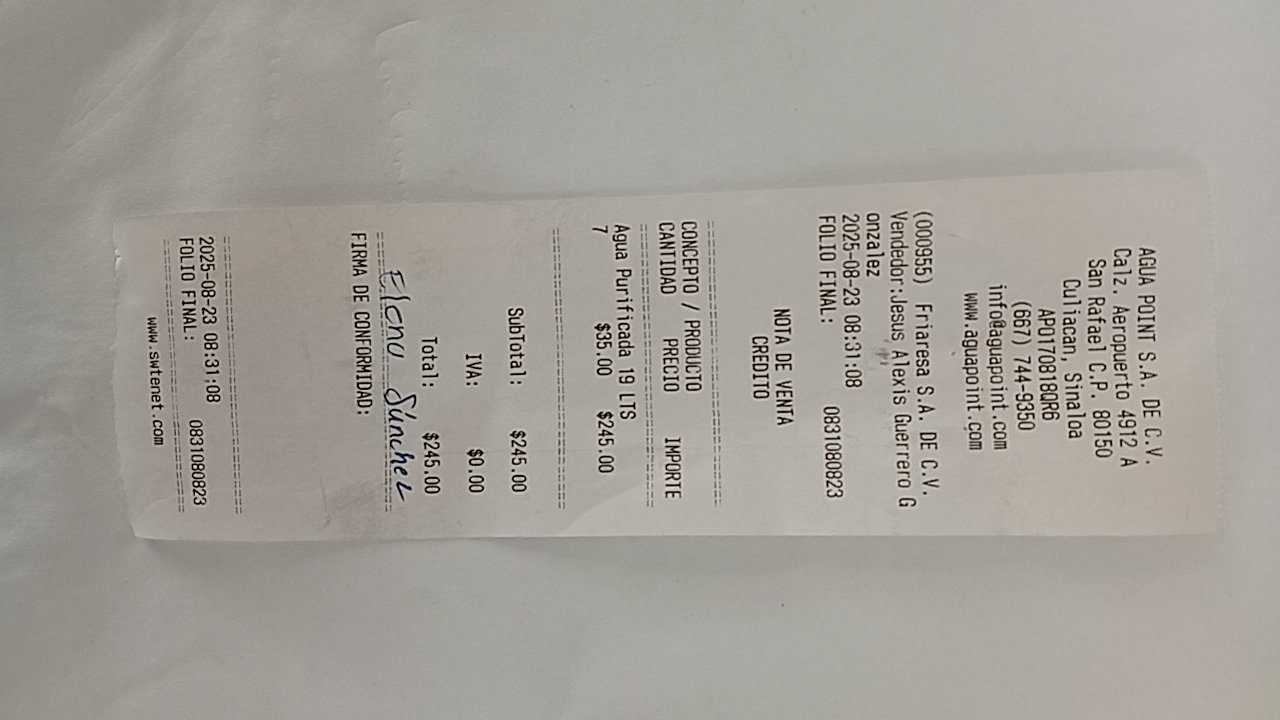 AGUA POINT S.A. DE C.V.
Calz. Aeropuerto 4912 A
San Rafael C.P. 80150
Culiacan, Sinaloa
APO170818QR6
(667) 744-9350
info@aguapoint.com
www.aguapoint.com
(000955) Friaresa S.A. DE C.V.
Vendedor:Jesus Alexis Guerrero G
onzalez
2025-08-23 08:31:08
FOLIO FINAL: 0831080823
NOTA DE VENTA
CREDITO
CONCEPTO / PRODUCTO
CANTIDAD PRECIO IMPORTE
Agua Purificada 19 LTS
7 $35.00 $245.00
SubTotal: $245.00
IVA: $0.00
Total: $245.00
Elena Sánchez
FIRMA DE CONFORMIDAD:
2025-08-23 08:31:08
FOLIO FINAL: 0831080823
www.swtenet.com